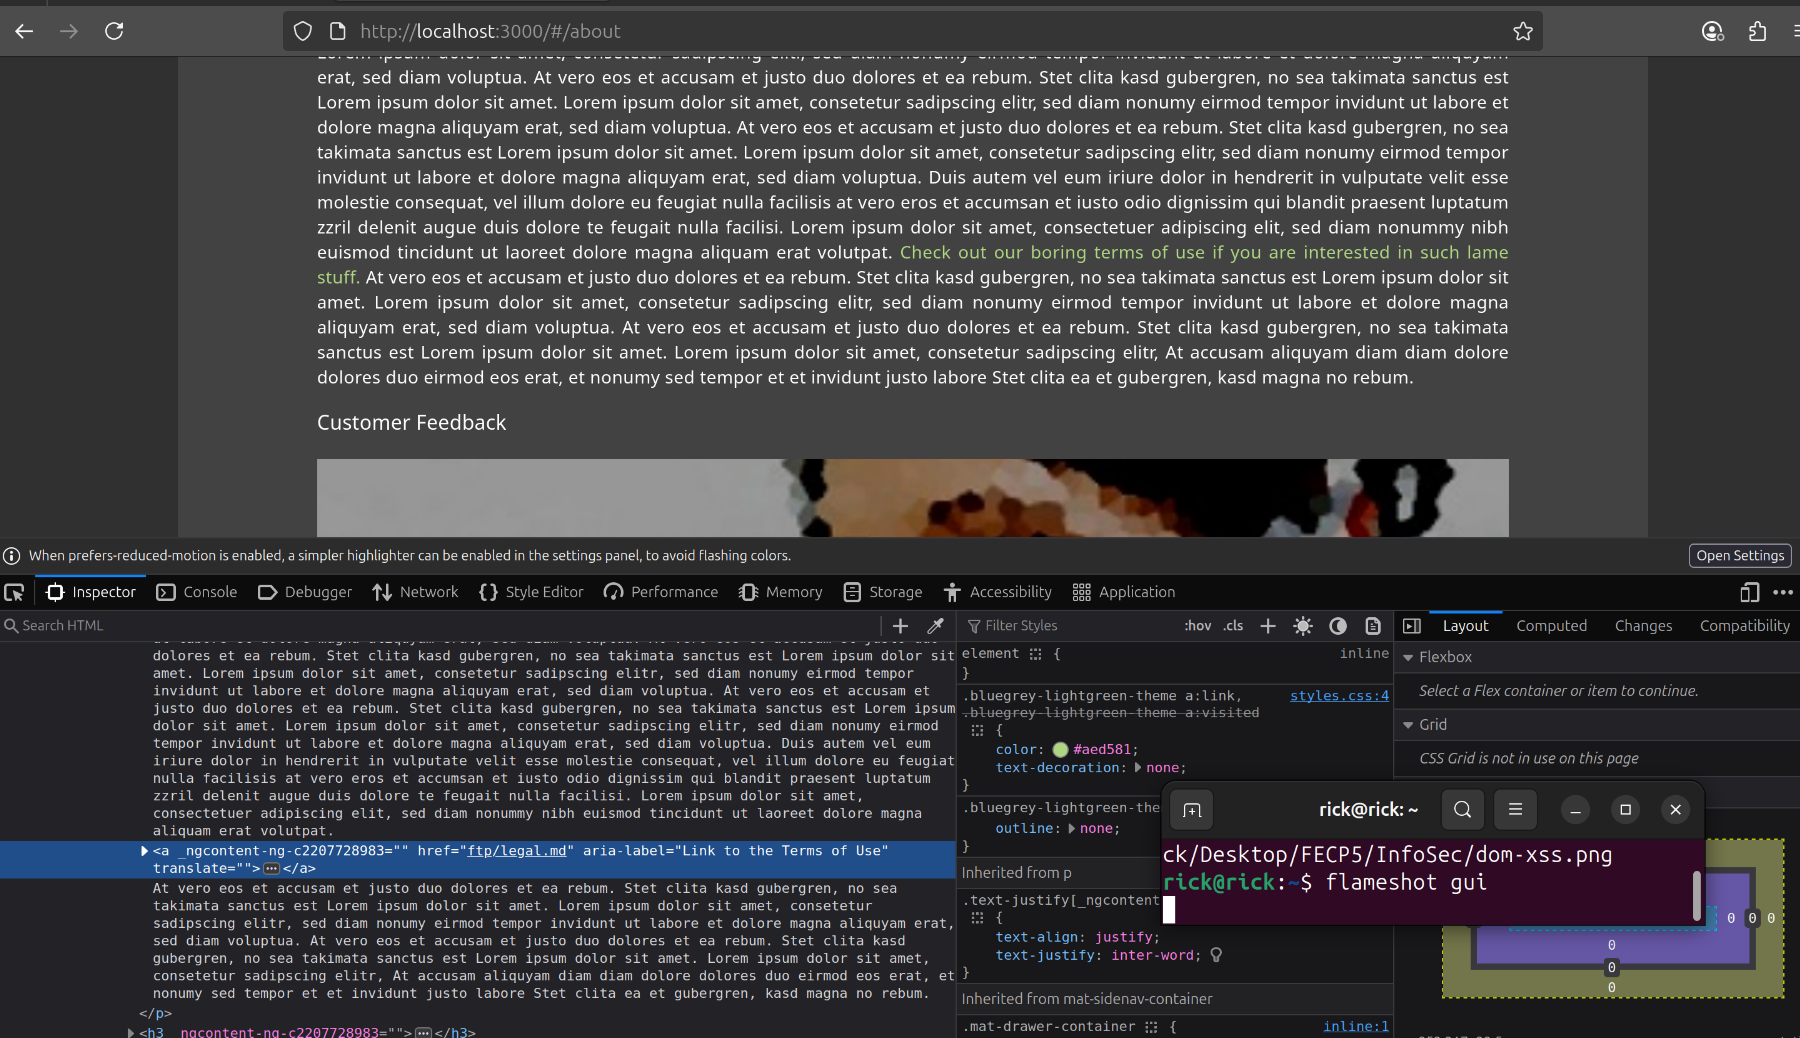 http://localhost:3000/#/about
Lorem ipsum dolor sit amet, consetetur sadipscing elitr, sed diam nonumy eirmod tempor invidunt ut labore et dolore magna aliquyam
erat, sed diam voluptua. At vero eos et accusam et justo duo dolores et ea rebum. Stet clita kasd gubergren, no sea takimata sanctus est
Lorem ipsum dolor sit amet. Lorem ipsum dolor sit amet, consetetur sadipscing elitr, sed diam nonumy eirmod tempor invidunt ut labore et
dolore magna aliquyam erat, sed diam voluptua. At vero eos et accusam et justo duo dolores et ea rebum. Stet clita kasd gubergren, no sea
takimata sanctus est Lorem ipsum dolor sit amet. Lorem ipsum dolor sit amet, consetetur sadipscing elitr, sed diam nonumy eirmod tempor
invidunt ut labore et dolore magna aliquyam erat, sed diam voluptua. Duis autem vel eum iriure dolor in hendrerit in vulputate velit esse
molestie consequat, vel illum dolore eu feugiat nulla facilisis at vero eros et accumsan et iusto odio dignissim qui blandit praesent luptatum
zzril delenit augue duis dolore te feugait nulla facilisi. Lorem ipsum dolor sit amet, consectetuer adipiscing elit, sed diam nonummy nibh
euismod tincidunt ut laoreet dolore magna aliquam erat volutpat. Check out our boring terms of use if you are interested in such lame
stuff. At vero eos et accusam et justo duo dolores et ea rebum. Stet clita kasd gubergren, no sea takimata sanctus est Lorem ipsum dolor sit
amet. Lorem ipsum dolor sit amet, consetetur sadipscing elitr, sed diam nonumy eirmod tempor invidunt ut labore et dolore magna
aliquyam erat, sed diam voluptua. At vero eos et accusam et justo duo dolores et ea rebum. Stet clita kasd gubergren, no sea takimata
sanctus est Lorem ipsum dolor sit amet. Lorem ipsum dolor sit amet, consetetur sadipscing elitr, At accusam aliquyam diam diam dolore
dolores duo eirmod eos erat, et nonumy sed tempor et et invidunt justo labore Stet clita ea et gubergren, kasd magna no rebum.
Customer Feedback
When prefers-reduced-motion is enabled, a simpler highlighter can be enabled in the settings panel, to avoid flashing colors.
Open Settings
Inspector Console Debugger Network {} Style Editor Performance Memory Storage Accessibility Application
Search HTML
dolores et ea rebum. Stet clita kasd gubergren, no sea takimata sanctus est Lorem ipsum dolor sit
amet. Lorem ipsum dolor sit amet, consetetur sadipscing elitr, sed diam nonumy eirmod tempor
invidunt ut labore et dolore magna aliquyam erat, sed diam voluptua. At vero eos et accusam et
justo duo dolores et ea rebum. Stet clita kasd gubergren, no sea takimata sanctus est Lorem ipsum
dolor sit amet. Lorem ipsum dolor sit amet, consetetur sadipscing elitr, sed diam nonumy eirmod
tempor invidunt ut labore et dolore magna aliquyam erat, sed diam voluptua. Duis autem vel eum
iriure dolor in hendrerit in vulputate velit esse molestie consequat, vel illum dolore eu feugiat
nulla facilisis at vero eros et accumsan et iusto odio dignissim qui blandit praesent luptatum
zzril delenit augue duis dolore te feugait nulla facilisi. Lorem ipsum dolor sit amet,
consectetuer adipiscing elit, sed diam nonummy nibh euismod tincidunt ut laoreet dolore magna
aliquam erat volutpat.
<a _ngcontent-ng-c2207728983="" href="ftp/legal.md" aria-label="Link to the Terms of Use"
translate=""></a>
At vero eos et accusam et justo duo dolores et ea rebum. Stet clita kasd gubergren, no sea
takimata sanctus est Lorem ipsum dolor sit amet. Lorem ipsum dolor sit amet, consetetur
sadipscing elitr, sed diam nonumy eirmod tempor invidunt ut labore et dolore magna aliquyam erat,
sed diam voluptua. At vero eos et accusam et justo duo dolores et ea rebum. Stet clita kasd
gubergren, no sea takimata sanctus est Lorem ipsum dolor sit amet. Lorem ipsum dolor sit amet,
consetetur sadipscing elitr, At accusam aliquyam diam diam dolore dolores duo eirmod eos erat, et
nonumy sed tempor et et invidunt justo labore Stet clita ea et gubergren, kasd magna no rebum.
</p>
<h3 _ngcontent-ng-c2207728983=""></h3>
Filter Styles :hov .cls
element { inline
}
.bluegrey-lightgreen-theme a:link, styles.css:4
.bluegrey-lightgreen-theme a:visited
{
color: #aed581;
text-decoration: none;
}
.bluegrey-lightgreen-the
outline: none;
}
Inherited from p
.text-justify[_ngcontent
{
text-align: justify;
text-justify: inter-word;
}
Inherited from mat-sidenav-container
.mat-drawer-container { inline:1
Layout Computed Changes Compatibility
Flexbox
Select a Flex container or item to continue.
Grid
CSS Grid is not in use on this page
rick@rick: ~
ck/Desktop/FECP5/InfoSec/dom-xss.png
rick@rick:~$ flameshot gui
0 0 0
0
0
0